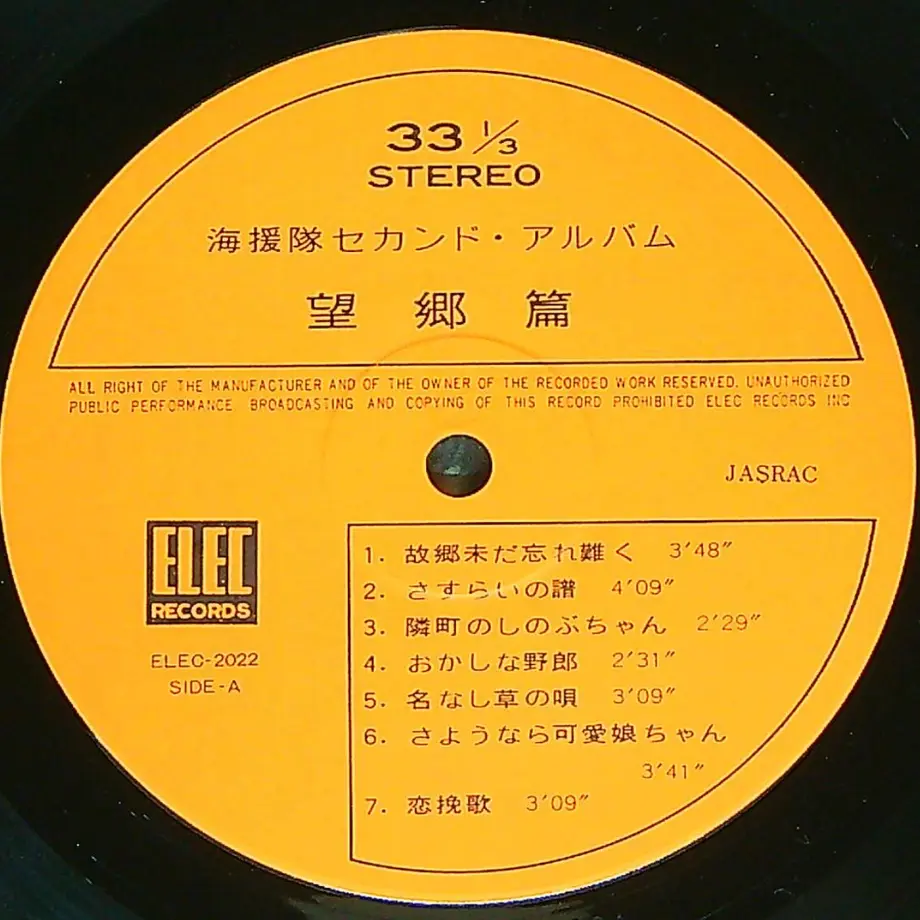 33 1/3
STEREO
海援隊セカンド・アルバム
望郷篇
ALL RIGHT OF THE MANUFACTURER AND OF THE OWNER OF THE RECORDED WORK RESERVED. UNAUTHORIZED
PUBLIC PERFORMANCE BROADCASTING AND COPYING OF THIS RECORD PROHIBITED ELEC RECORDS INC
JASRAC
ELEC
RECORDS
ELEC-2022
SIDE-A
1. 故郷未だ忘れ難く 3′48″
2. さすらいの譜 4′09″
3. 隣町のしのぶちゃん 2′29″
4. おかしな野郎 2′31″
5. 名なし草の唄 3′09″
6. さようなら可愛娘ちゃん
3′41″
7. 恋挽歌 3′09″